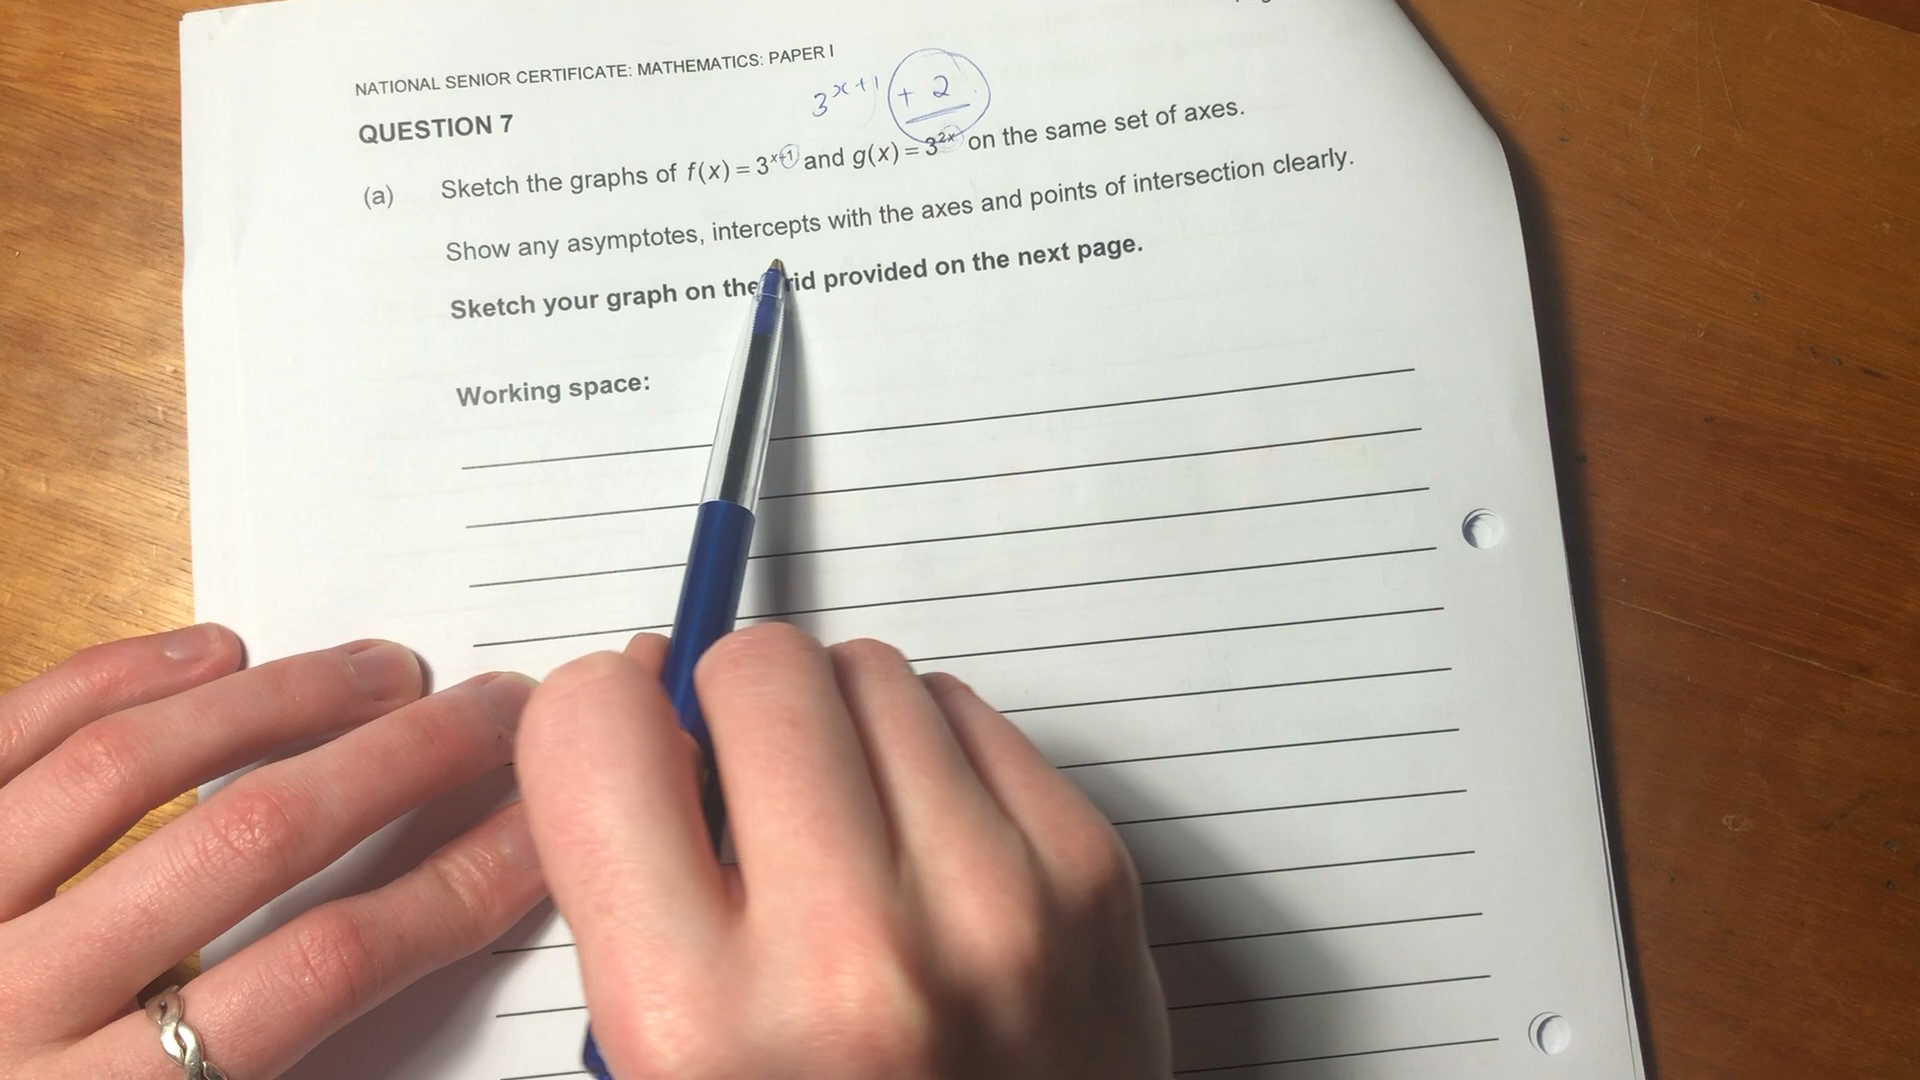 NATIONAL SENIOR CERTIFICATE: MATHEMATICS: PAPER I
3^{x+1} + 2
QUESTION 7
(a) Sketch the graphs of f(x) = 3^{x+1} and g(x) = 3^{2x} on the same set of axes.
Show any asymptotes, intercepts with the axes and points of intersection clearly.
Sketch your graph on the rid provided on the next page.
Working space: